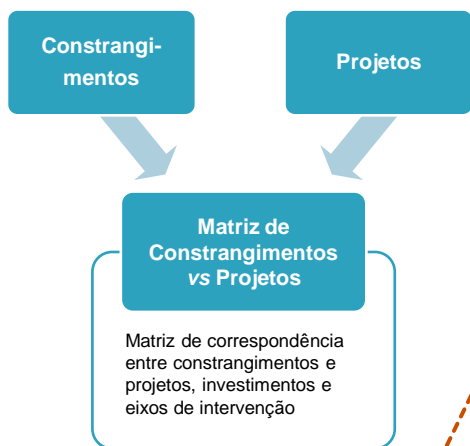 Constrangi-
mentos
Projetos
Matriz de
Constrangimentos
vs Projetos
Matriz de correspondência
entre constrangimentos e
projetos, investimentos e
eixos de intervenção